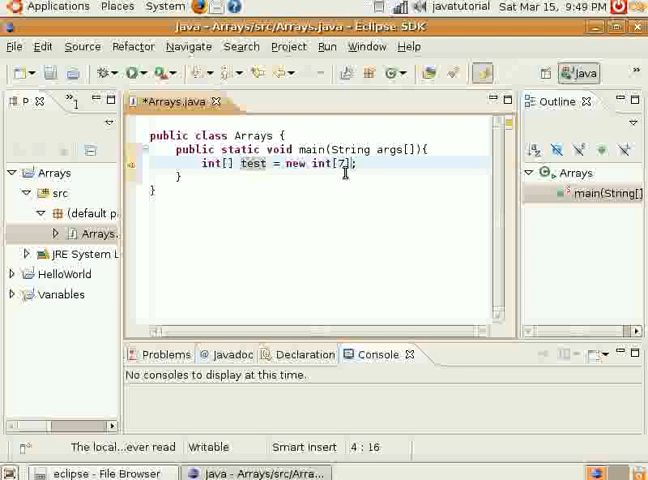 Applications Places System javatutorial Sat Mar 15, 9:49 PM
Java - Arrays/src/Arrays.java - Eclipse SDK
File Edit Source Refactor Navigate Search Project Run Window Help
Java
P
*Arrays.java
Outline
public class Arrays {
public static void main(String args[]){
int[] test = new int[7];
}
}
Arrays
src
(default p
Arrays.
JRE System L
HelloWorld
Variables
Arrays
main(String[]
Problems Javadoc Declaration Console
No consoles to display at this time.
The local...ever read Writable Smart Insert 4 : 16
eclipse - File Browser Java - Arrays/src/Arra...